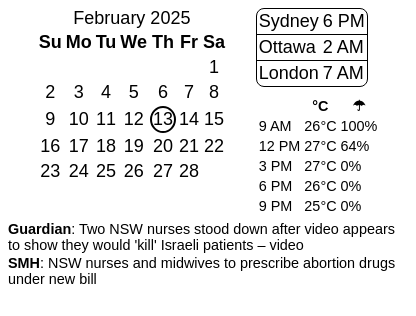 February 2025
Su Mo Tu We Th Fr Sa
1
2 3 4 5 6 7 8
9 10 11 12 13 14 15
16 17 18 19 20 21 22
23 24 25 26 27 28
Sydney 6 PM
Ottawa 2 AM
London 7 AM
°C ☂
9 AM 26°C 100%
12 PM 27°C 64%
3 PM 27°C 0%
6 PM 26°C 0%
9 PM 25°C 0%
Guardian: Two NSW nurses stood down after video appears
to show they would 'kill' Israeli patients – video
SMH: NSW nurses and midwives to prescribe abortion drugs
under new bill